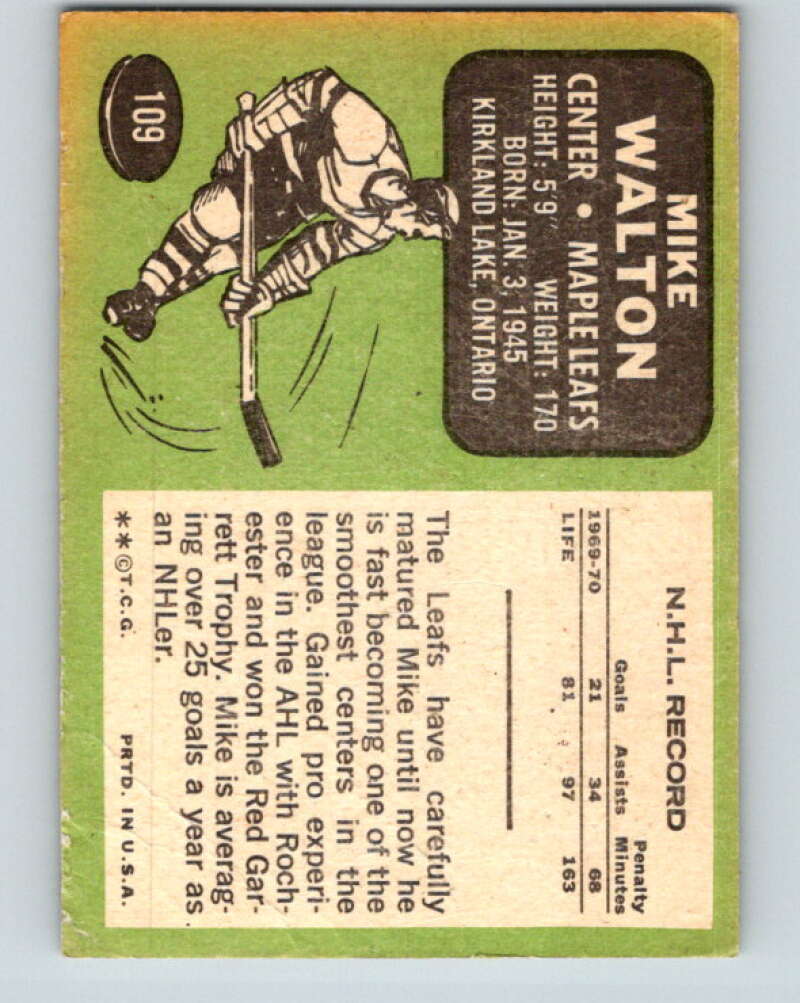 109
MIKE
WALTON
CENTER • MAPLE LEAFS
HEIGHT: 5'9" WEIGHT: 170
BORN: JAN. 3, 1945
KIRKLAND LAKE, ONTARIO
N.H.L. RECORD
Penalty
Goals Assists Minutes
1969-70 21 34 68
LIFE 81 97 163
The Leafs have carefully
matured Mike until now he
is fast becoming one of the
smoothest centers in the
league. Gained pro experi-
ence in the AHL with Roch-
ester and won the Red Gar-
rett Trophy. Mike is averag-
ing over 25 goals a year as
an NHLer.
**©T.C.G. PRTD. IN U.S.A.